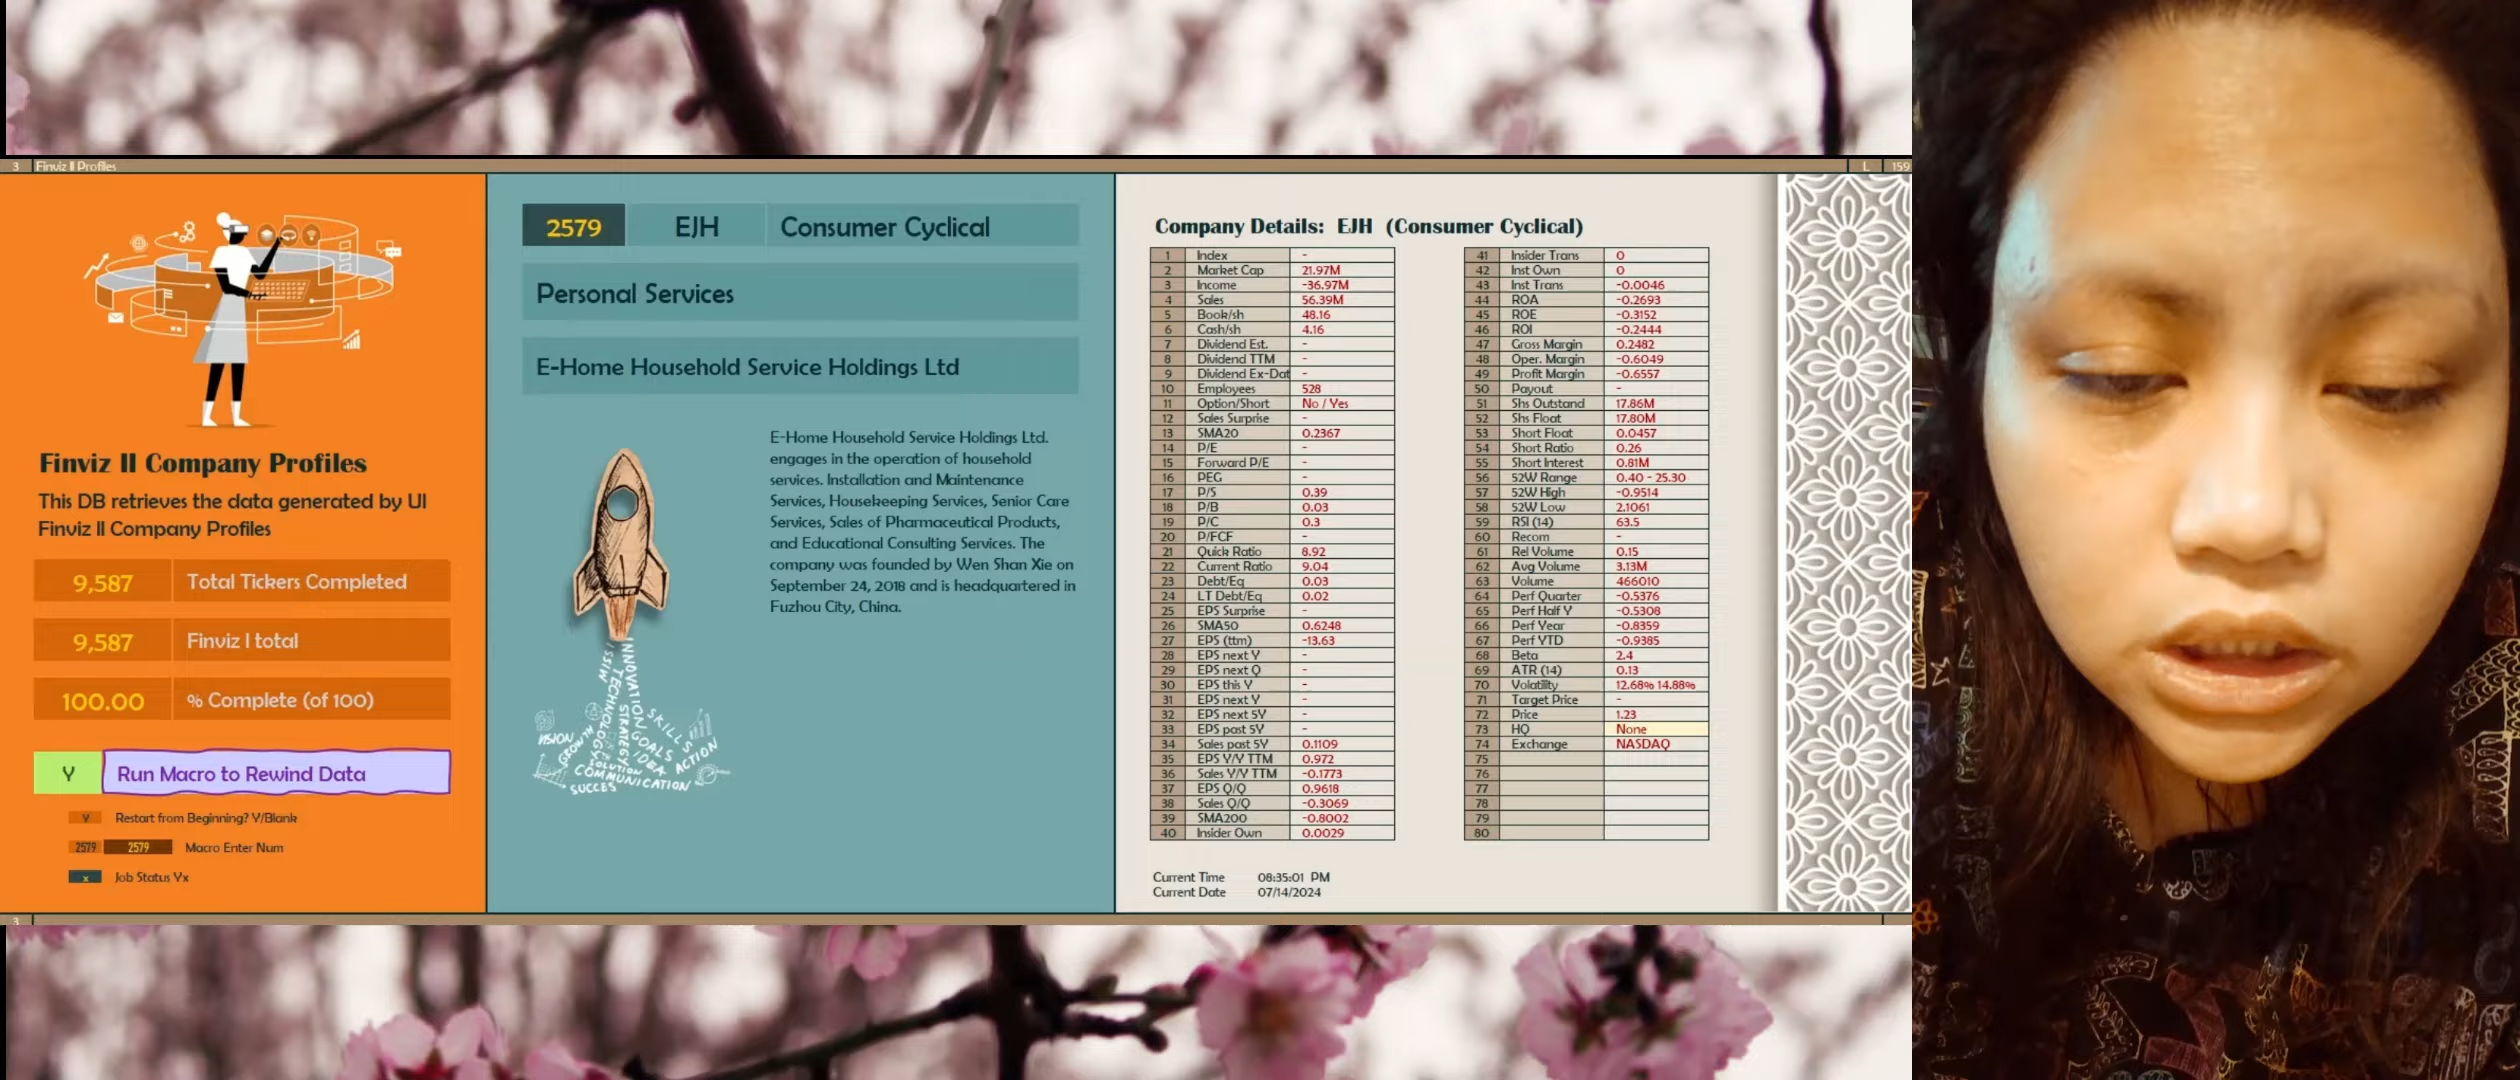 3 Finviz II Profiles L 159
Finviz II Company Profiles
This DB retrieves the data generated by UI
Finviz II Company Profiles
9,587 Total Tickers Completed
9,587 Finviz I total
100.00 % Complete (of 100)
Y Run Macro to Rewind Data
Y Restart from Beginning? Y/Blank
2579 2579 Macro Enter Num
x Job Status Yx
2579 EJH Consumer Cyclical
Personal Services
E-Home Household Service Holdings Ltd
E-Home Household Service Holdings Ltd.
engages in the operation of household
services. Installation and Maintenance
Services, Housekeeping Services, Senior Care
Services, Sales of Pharmaceutical Products,
and Educational Consulting Services. The
company was founded by Wen Shan Xie on
September 24, 2018 and is headquartered in
Fuzhou City, China.
INNOVATION
TECHNOLOGY
STRATEGY
SKILLS
GOALS
IDEA
ACTION
VISION
GROWTH
SOLUTION
COMMUNICATION
SUCCES
Company Details: EJH (Consumer Cyclical)
1 Index -
2 Market Cap 21.97M
3 Income -36.97M
4 Sales 56.39M
5 Book/sh 48.16
6 Cash/sh 4.16
7 Dividend Est. -
8 Dividend TTM -
9 Dividend Ex-Dat -
10 Employees 528
11 Option/Short No / Yes
12 Sales Surprise -
13 SMA20 0.2367
14 P/E -
15 Forward P/E -
16 PEG -
17 P/S 0.39
18 P/B 0.03
19 P/C 0.3
20 P/FCF -
21 Quick Ratio 8.92
22 Current Ratio 9.04
23 Debt/Eq 0.03
24 LT Debt/Eq 0.02
25 EPS Surprise -
26 SMA50 0.6248
27 EPS (ttm) -13.63
28 EPS next Y -
29 EPS next Q -
30 EPS this Y -
31 EPS next Y -
32 EPS next 5Y -
33 EPS past 5Y -
34 Sales past 5Y 0.1109
35 EPS Y/Y TTM 0.972
36 Sales Y/Y TTM -0.1773
37 EPS Q/Q 0.9618
38 Sales Q/Q -0.3069
39 SMA200 -0.8002
40 Insider Own 0.0029
41 Insider Trans 0
42 Inst Own 0
43 Inst Trans -0.0046
44 ROA -0.2693
45 ROE -0.3152
46 ROI -0.2444
47 Gross Margin 0.2482
48 Oper. Margin -0.6049
49 Profit Margin -0.6557
50 Payout -
51 Shs Outstand 17.86M
52 Shs Float 17.80M
53 Short Float 0.0457
54 Short Ratio 0.26
55 Short Interest 0.81M
56 52W Range 0.40 - 25.30
57 52W High -0.9514
58 52W Low 2.1061
59 RSI (14) 63.5
60 Recom -
61 Rel Volume 0.15
62 Avg Volume 3.13M
63 Volume 466010
64 Perf Quarter -0.5376
65 Perf Half Y -0.5308
66 Perf Year -0.8359
67 Perf YTD -0.9385
68 Beta 2.4
69 ATR (14) 0.13
70 Volatility 12.68% 14.88%
71 Target Price -
72 Price 1.23
73 HQ None
74 Exchange NASDAQ
75
76
77
78
79
80
Current Time 08:35:01 PM
Current Date 07/14/2024
3